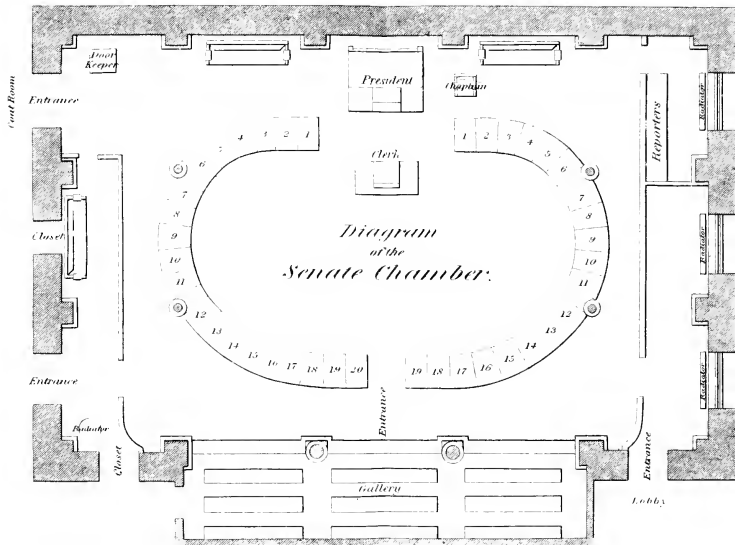 Door
Keeper
President
Chaplain
Coat Room
Entrance
Radiator
Reporters
3 2 1
4
5
6
7
8
9
10
11
12
13
14
15
16
17
18
19
20
Clerk
1
2
3
4
5
6
7
8
9
10
11
12
13
14
15
16
17
18
19
Diagram
of the
Senate Chamber.
Closet
Radiator
Entrance
Radiator
Radiator
Closet
Entrance
Entrance
Gallery
Lobby